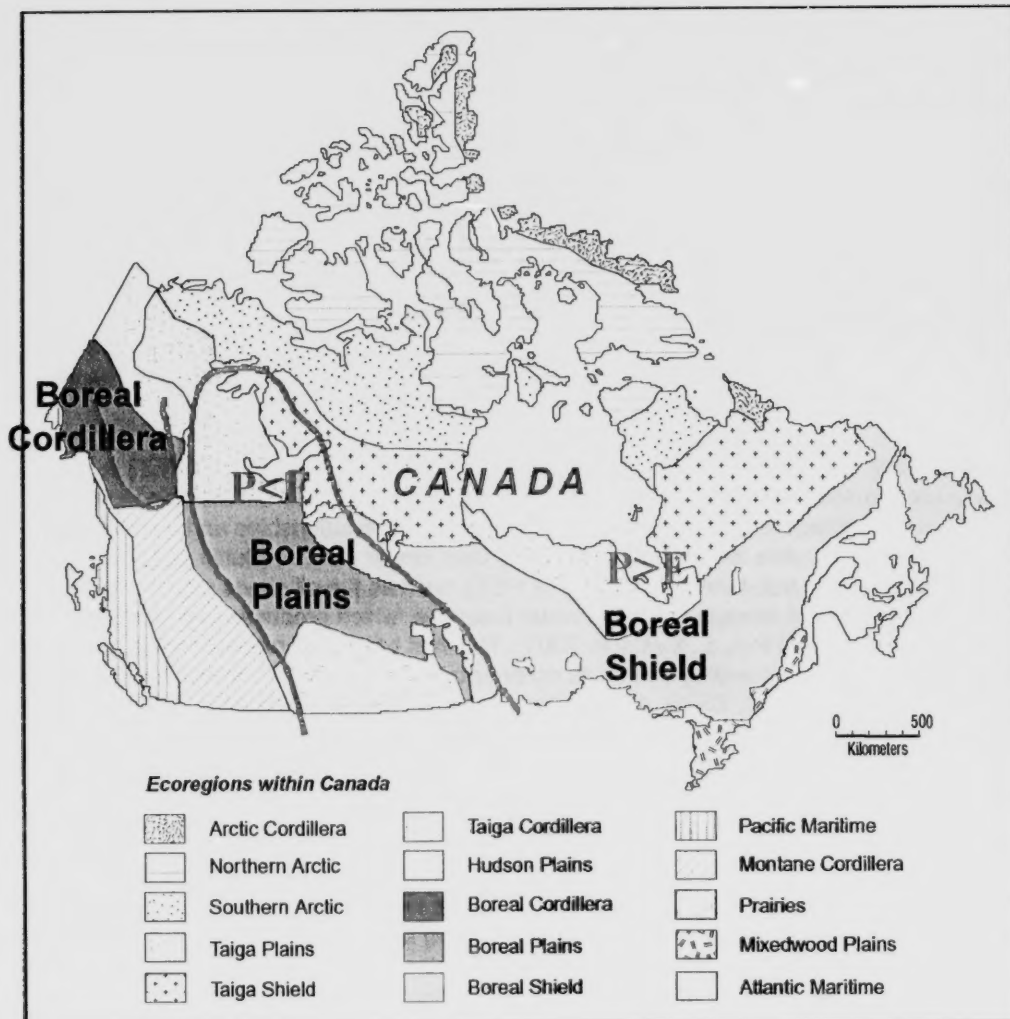 Boreal
Cordillera
P<E
CANADA
Boreal
Plains
P>E
Boreal
Shield
0 500
Kilometers
Ecoregions within Canada
Arctic Cordillera
Northern Arctic
Southern Arctic
Taiga Plains
Taiga Shield
Taiga Cordillera
Hudson Plains
Boreal Cordillera
Boreal Plains
Boreal Shield
Pacific Maritime
Montane Cordillera
Prairies
Mixedwood Plains
Atlantic Maritime